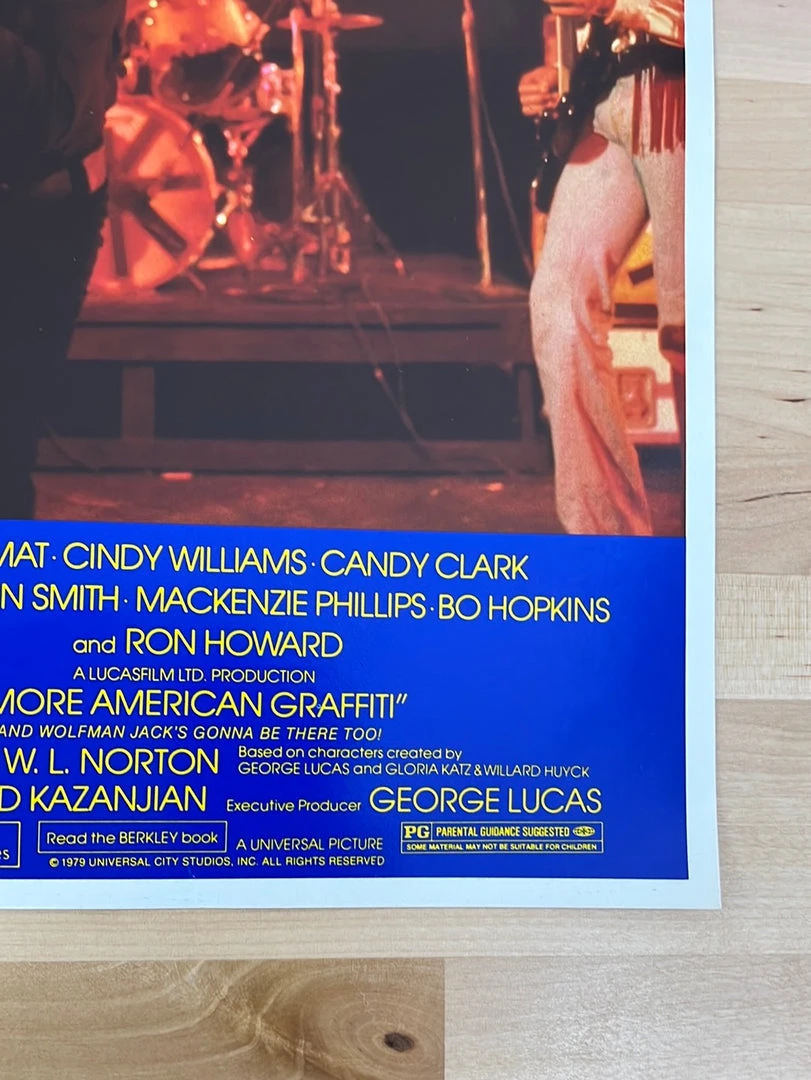 MAT · CINDY WILLIAMS · CANDY CLARK
N SMITH · MACKENZIE PHILLIPS · BO HOPKINS
and RON HOWARD
A LUCASFILM LTD. PRODUCTION
MORE AMERICAN GRAFFITI"
AND WOLFMAN JACK'S GONNA BE THERE TOO!
W. L. NORTON Based on characters created by
GEORGE LUCAS and GLORIA KATZ & WILLARD HUYCK
D KAZANJIAN Executive Producer GEORGE LUCAS
es Read the BERKLEY book A UNIVERSAL PICTURE PG PARENTAL GUIDANCE SUGGESTED
SOME MATERIAL MAY NOT BE SUITABLE FOR CHILDREN
© 1979 UNIVERSAL CITY STUDIOS, INC. ALL RIGHTS RESERVED